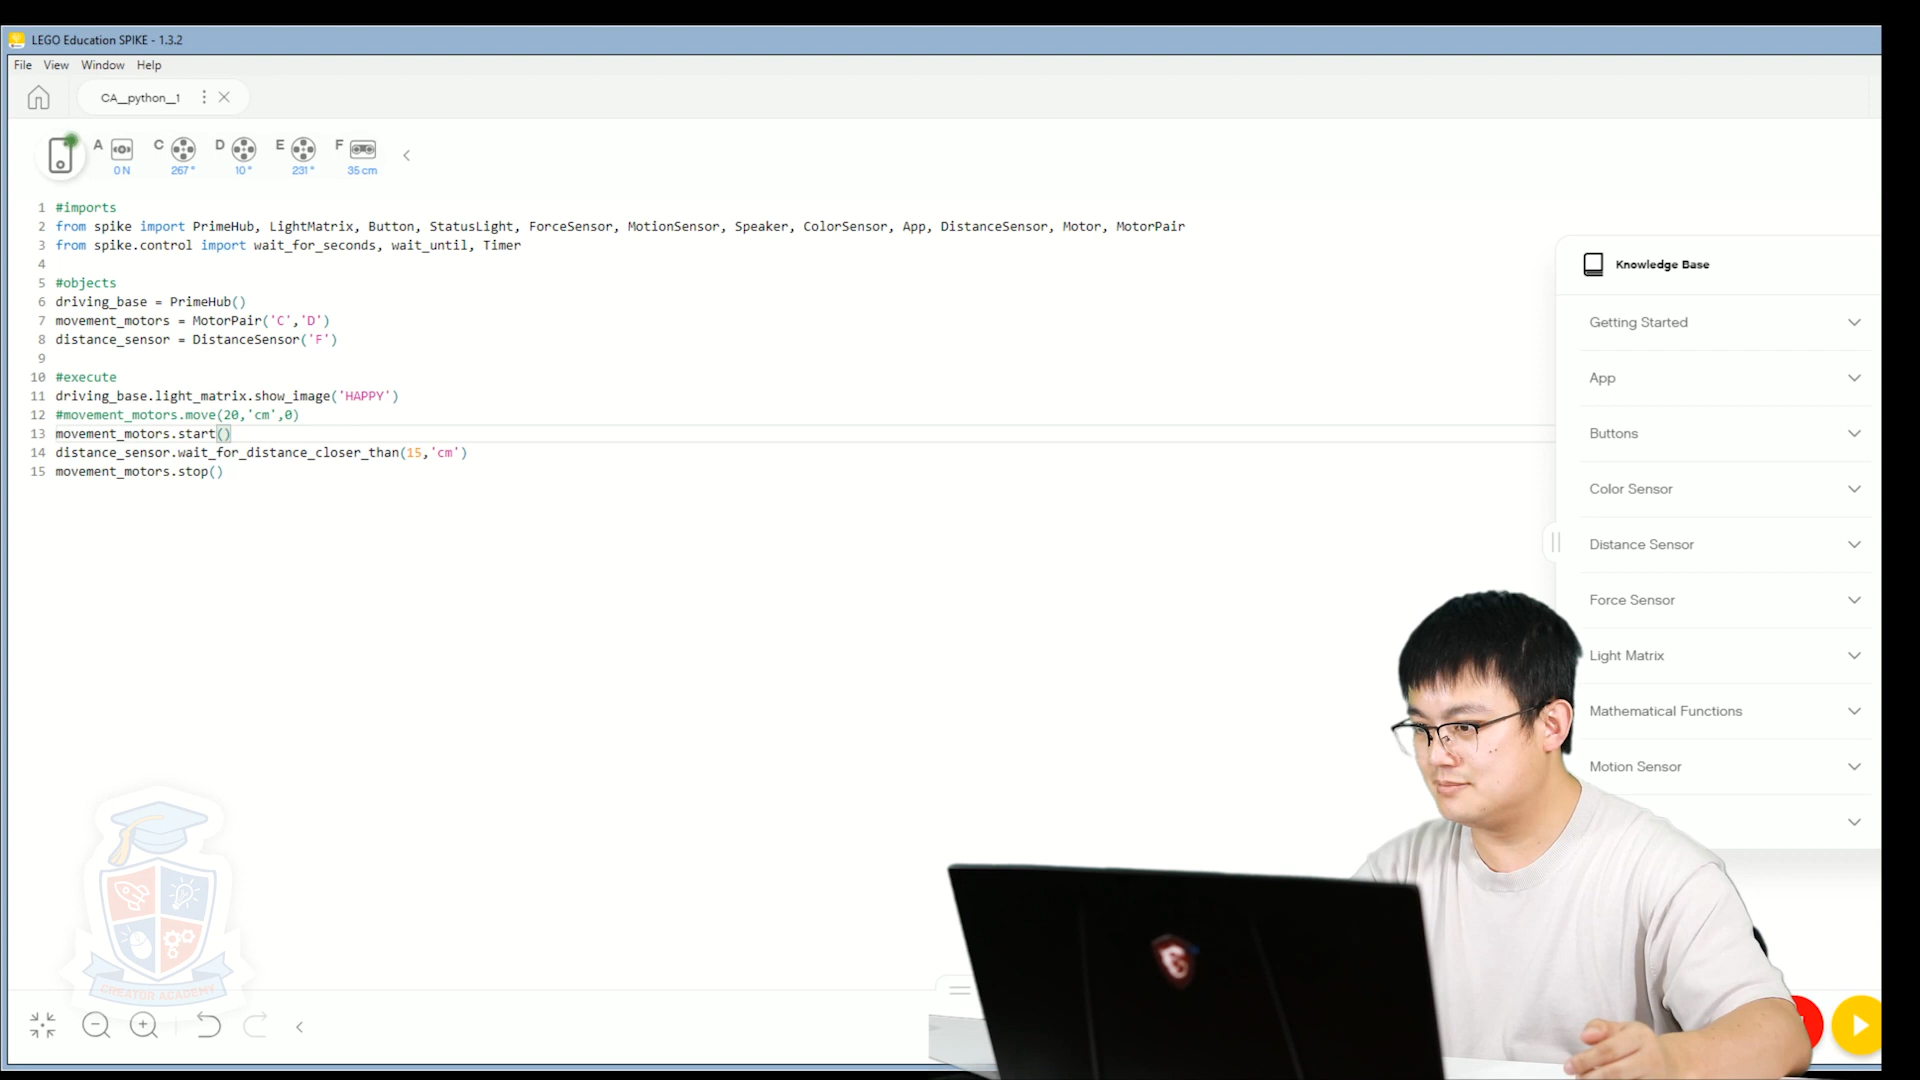 LEGO Education SPIKE - 1.3.2
File View Window Help
CA_python_1
A C D E F
0 N 267° 10° 231° 35 cm
1 #imports
2 from spike import PrimeHub, LightMatrix, Button, StatusLight, ForceSensor, MotionSensor, Speaker, ColorSensor, App, DistanceSensor, Motor, MotorPair
3 from spike.control import wait_for_seconds, wait_until, Timer
4
5 #objects
6 driving_base = PrimeHub()
7 movement_motors = MotorPair('C','D')
8 distance_sensor = DistanceSensor('F')
9
10 #execute
11 driving_base.light_matrix.show_image('HAPPY')
12 #movement_motors.move(20,'cm',0)
13 movement_motors.start()
14 distance_sensor.wait_for_distance_closer_than(15,'cm')
15 movement_motors.stop()
Knowledge Base
Getting Started
App
Buttons
Color Sensor
Distance Sensor
Force Sensor
Light Matrix
Mathematical Functions
Motion Sensor
CREATOR ACADEMY